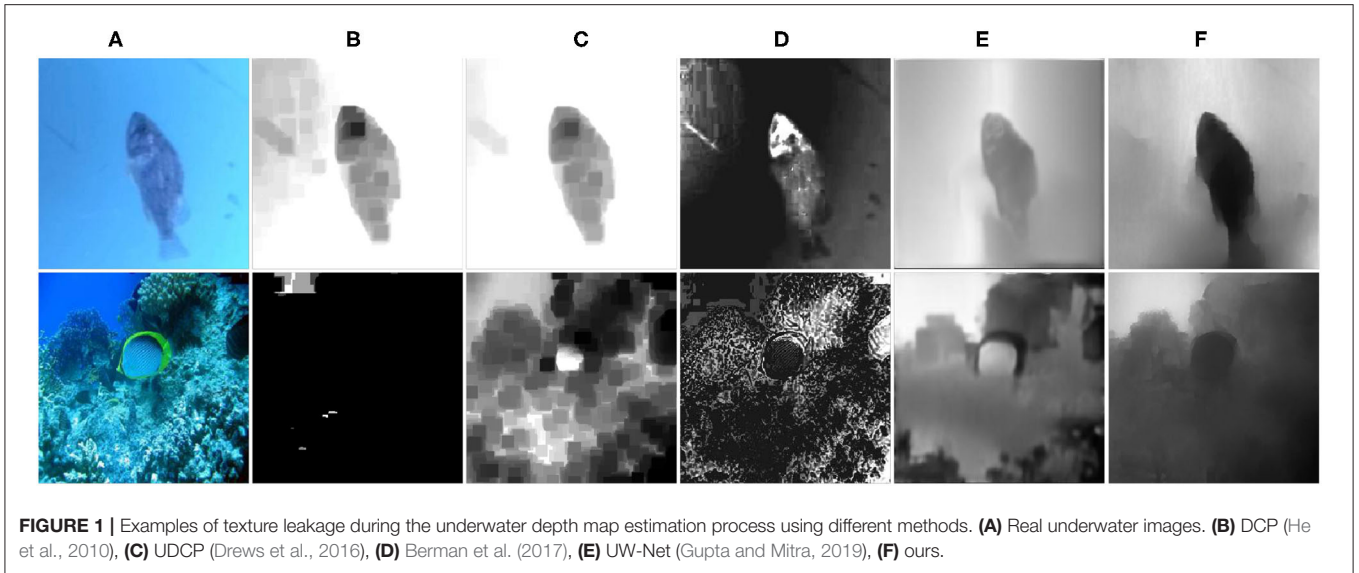 A B C D E F
FIGURE 1 | Examples of texture leakage during the underwater depth map estimation process using different methods. (A) Real underwater images. (B) DCP (He
et al., 2010), (C) UDCP (Drews et al., 2016), (D) Berman et al. (2017), (E) UW-Net (Gupta and Mitra, 2019), (F) ours.